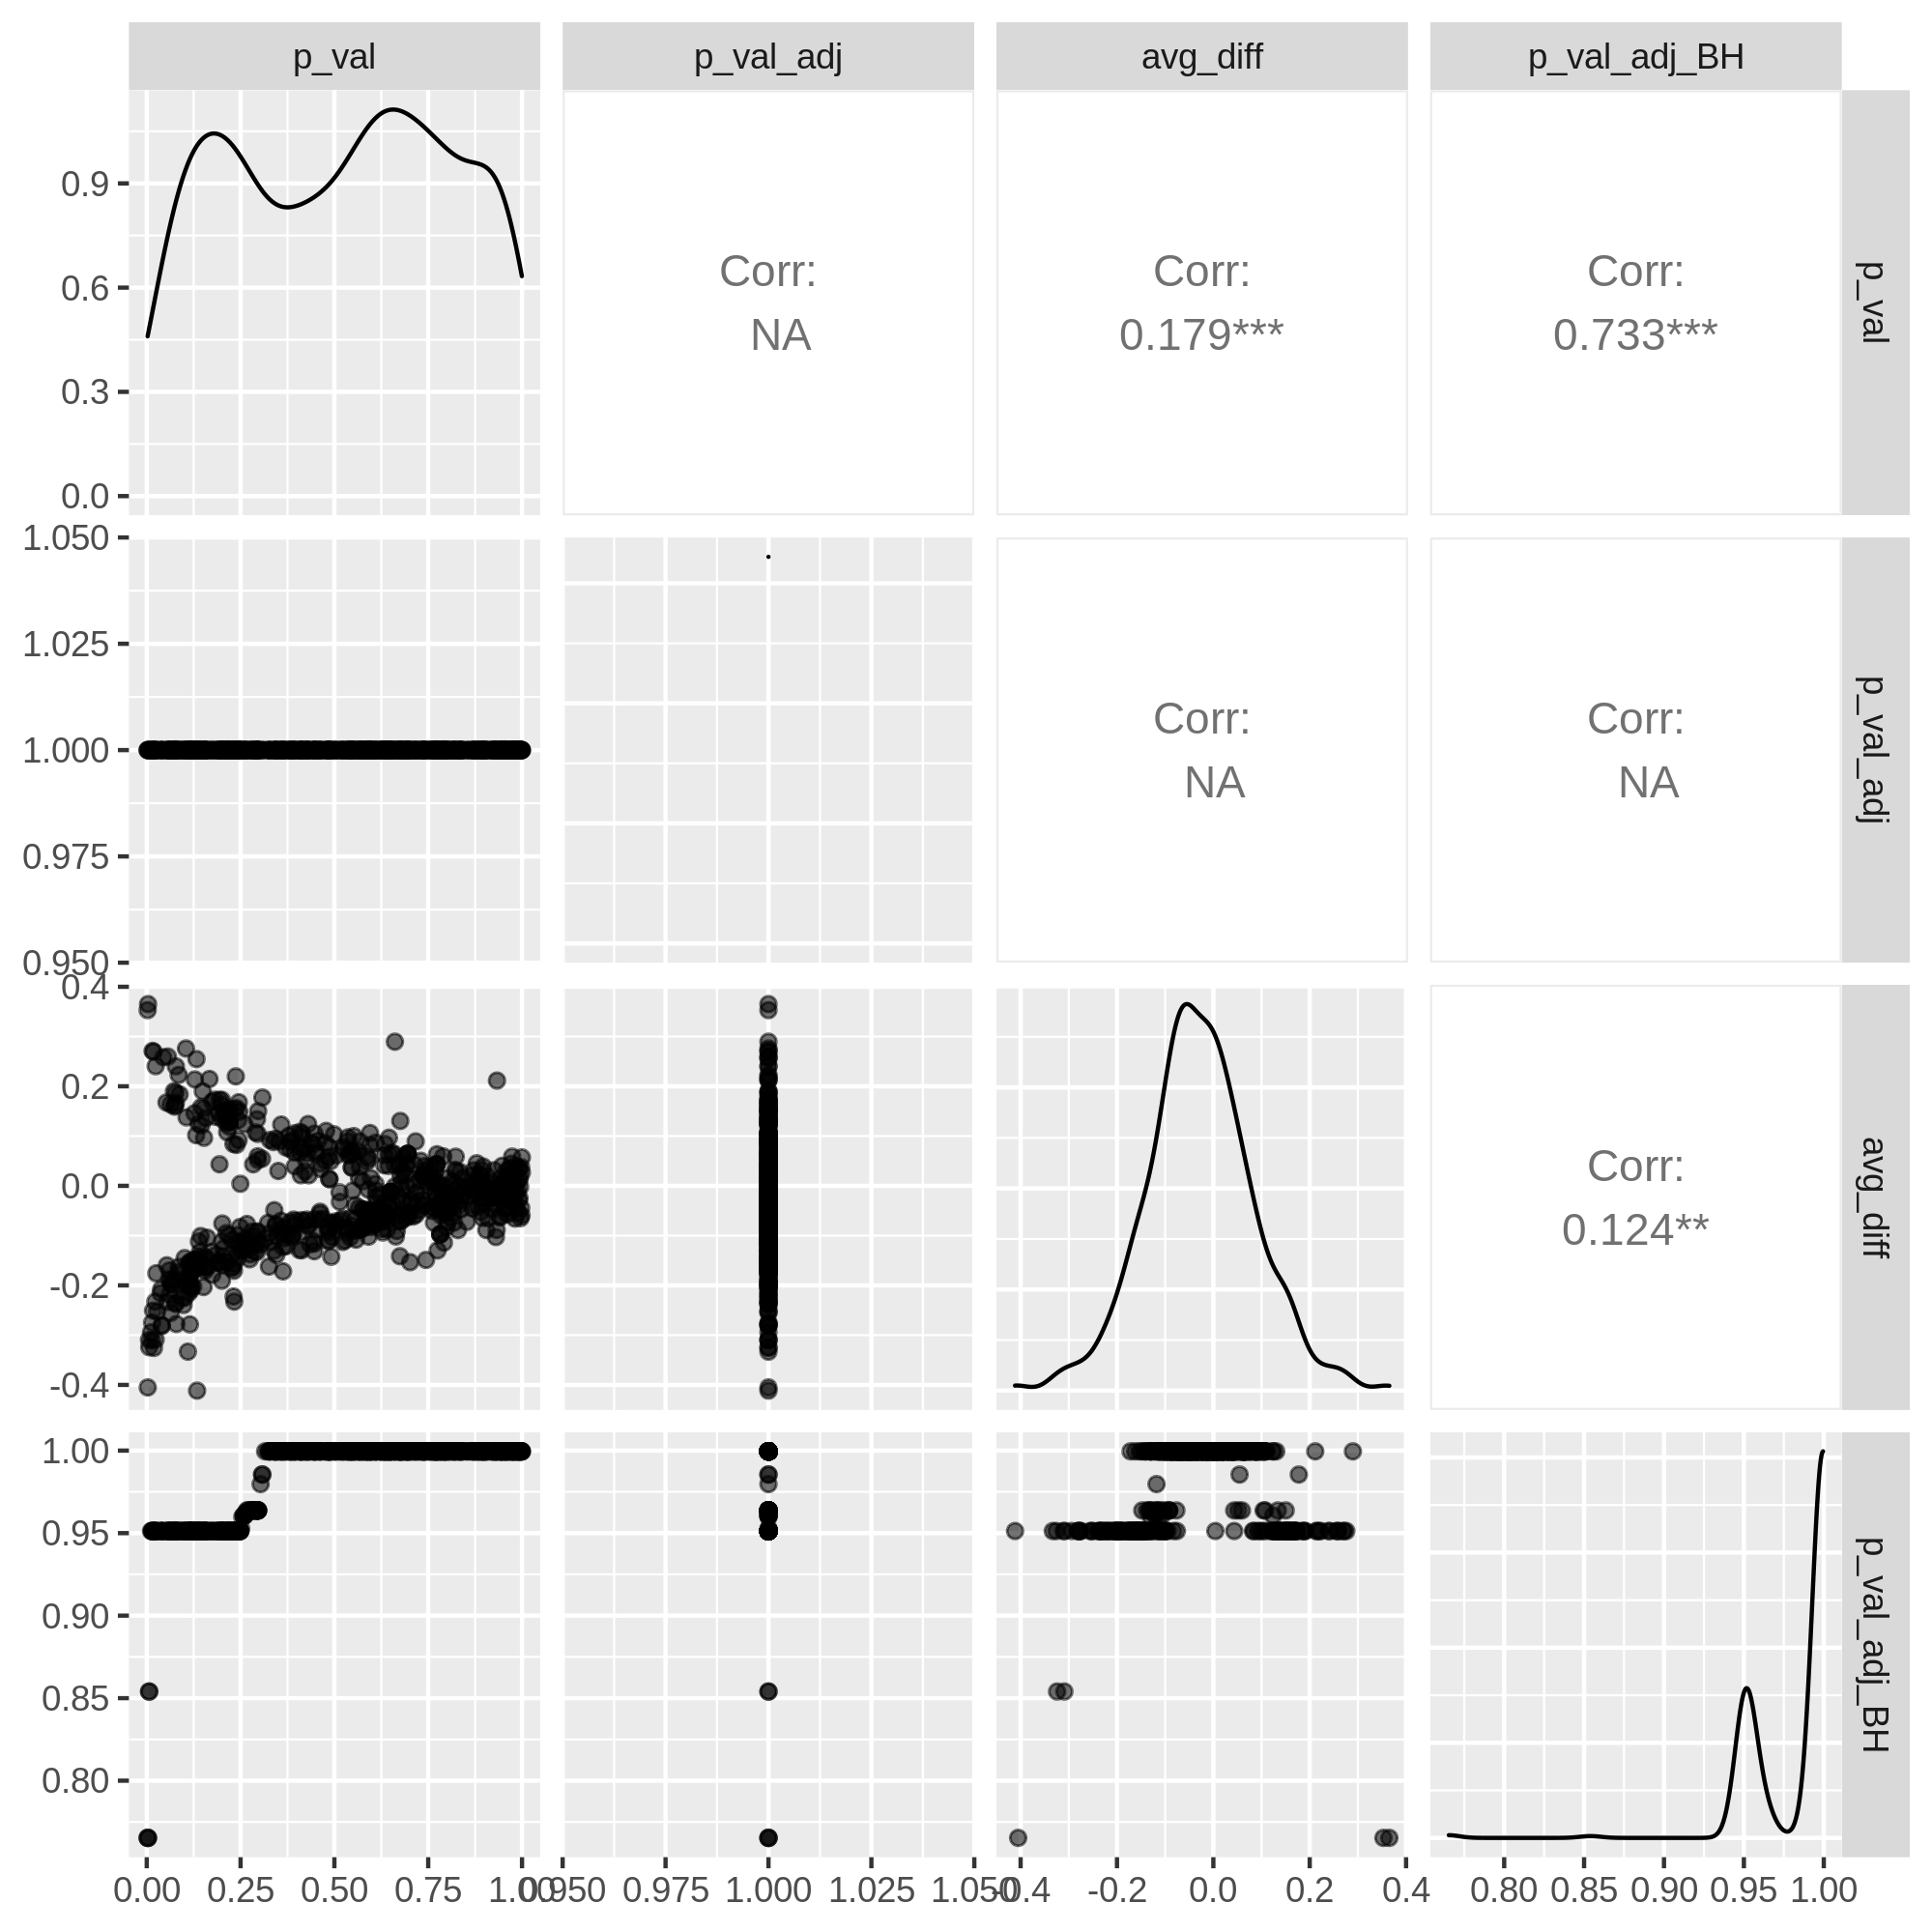 p_val
p_val_adj
avg_diff
p_val_adj_BH
0.9
0.6
0.3
0.0
Corr:
NA
Corr:
0.179***
Corr:
0.733***
p_val
1.050
1.025
1.000
0.975
0.950
Corr:
NA
Corr:
NA
p_val_adj
0.4
0.2
0.0
-0.2
-0.4
Corr:
0.124**
avg_diff
1.00
0.95
0.90
0.85
0.80
p_val_adj_BH
0.00 0.25 0.50 0.75 1.00
0.950 0.975 1.000 1.025 1.050
-0.4 -0.2 0.0 0.2 0.4
0.80 0.85 0.90 0.95 1.00